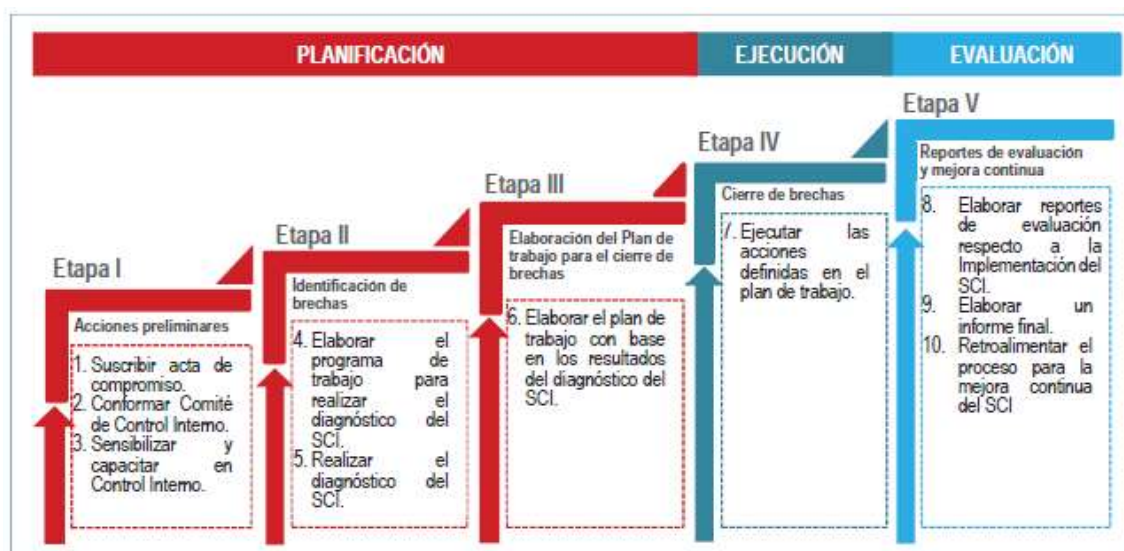 PLANIFICACIÓN
EJECUCIÓN
EVALUACIÓN
Etapa I
Acciones preliminares
1. Suscribir acta de
compromiso.
2. Conformar Comité
de Control Interno.
3. Sensibilizar y
capacitar en
Control Interno.
Etapa II
Identificación de
brechas
4. Elaborar el
programa de
trabajo para
realizar el
diagnóstico del
SCI.
5. Realizar el
diagnóstico del
SCI.
Etapa III
Elaboración del Plan de
trabajo para el cierre de
brechas
6. Elaborar el plan de
trabajo con base
en los resultados
del diagnóstico del
SCI.
Etapa IV
Cierre de brechas
7. Ejecutar las
acciones
definidas en el
plan de trabajo.
Etapa V
Reportes de evaluación
y mejora continua
8. Elaborar reportes
de evaluación
respecto a la
Implementación del
SCI.
9. Elaborar un
informe final.
10. Retroalimentar el
proceso para la
mejora continua
del SCI